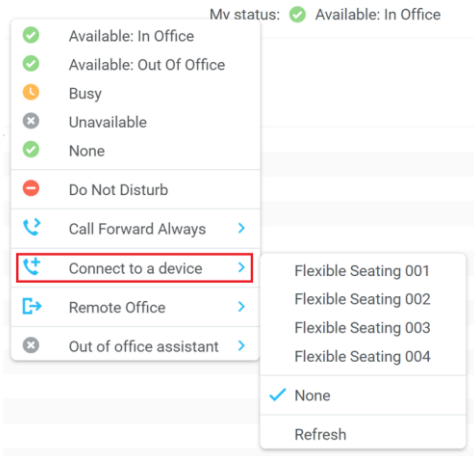 My status: Available: In Office
Available: In Office
Available: Out Of Office
Busy
Unavailable
None
Do Not Disturb
Call Forward Always
Connect to a device
Remote Office
Out of office assistant
Flexible Seating 001
Flexible Seating 002
Flexible Seating 003
Flexible Seating 004
None
Refresh